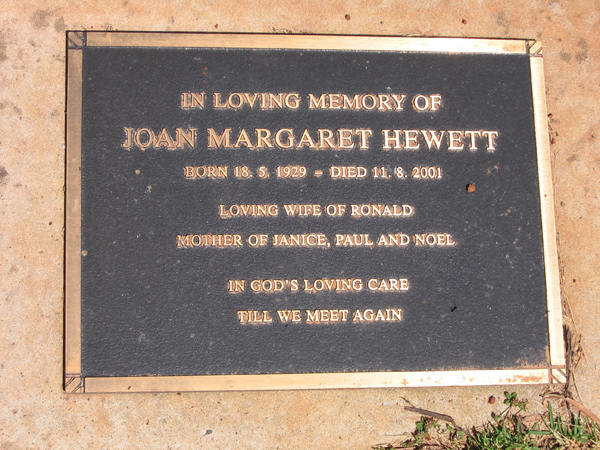 IN LOVING MEMORY OF
JOAN MARGARET HEWETT
BORN 18. 5. 1929 – DIED 11. 8. 2001
LOVING WIFE OF RONALD
MOTHER OF JANICE, PAUL AND NOEL
IN GOD'S LOVING CARE
TILL WE MEET AGAIN